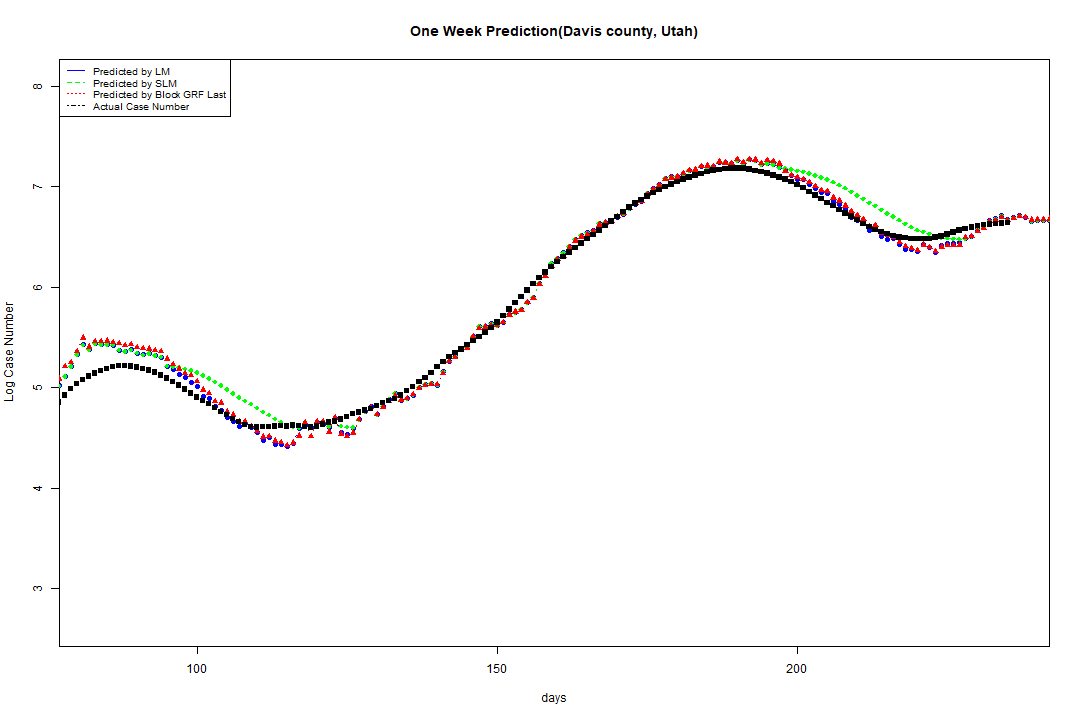 One Week Prediction(Davis county, Utah)
Predicted by LM
Predicted by SLM
Predicted by Block GRF Last
Actual Case Number
8
7
6
5
4
3
Log Case Number
100 150 200
days